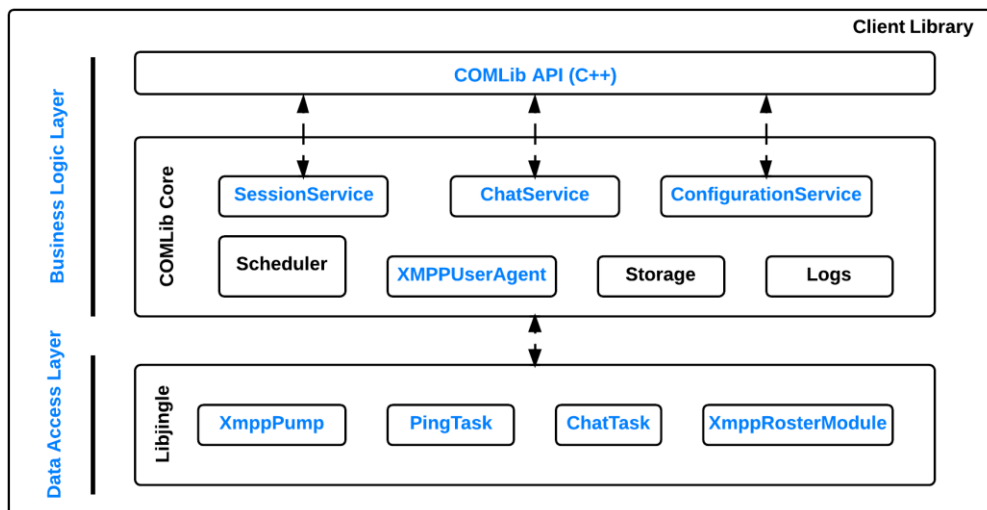 Client Library
Business Logic Layer
COMLib API (C++)
COMLib Core
SessionService
ChatService
ConfigurationService
Scheduler
XMPPUserAgent
Storage
Logs
Data Access Layer
Libjingle
XmppPump
PingTask
ChatTask
XmppRosterModule